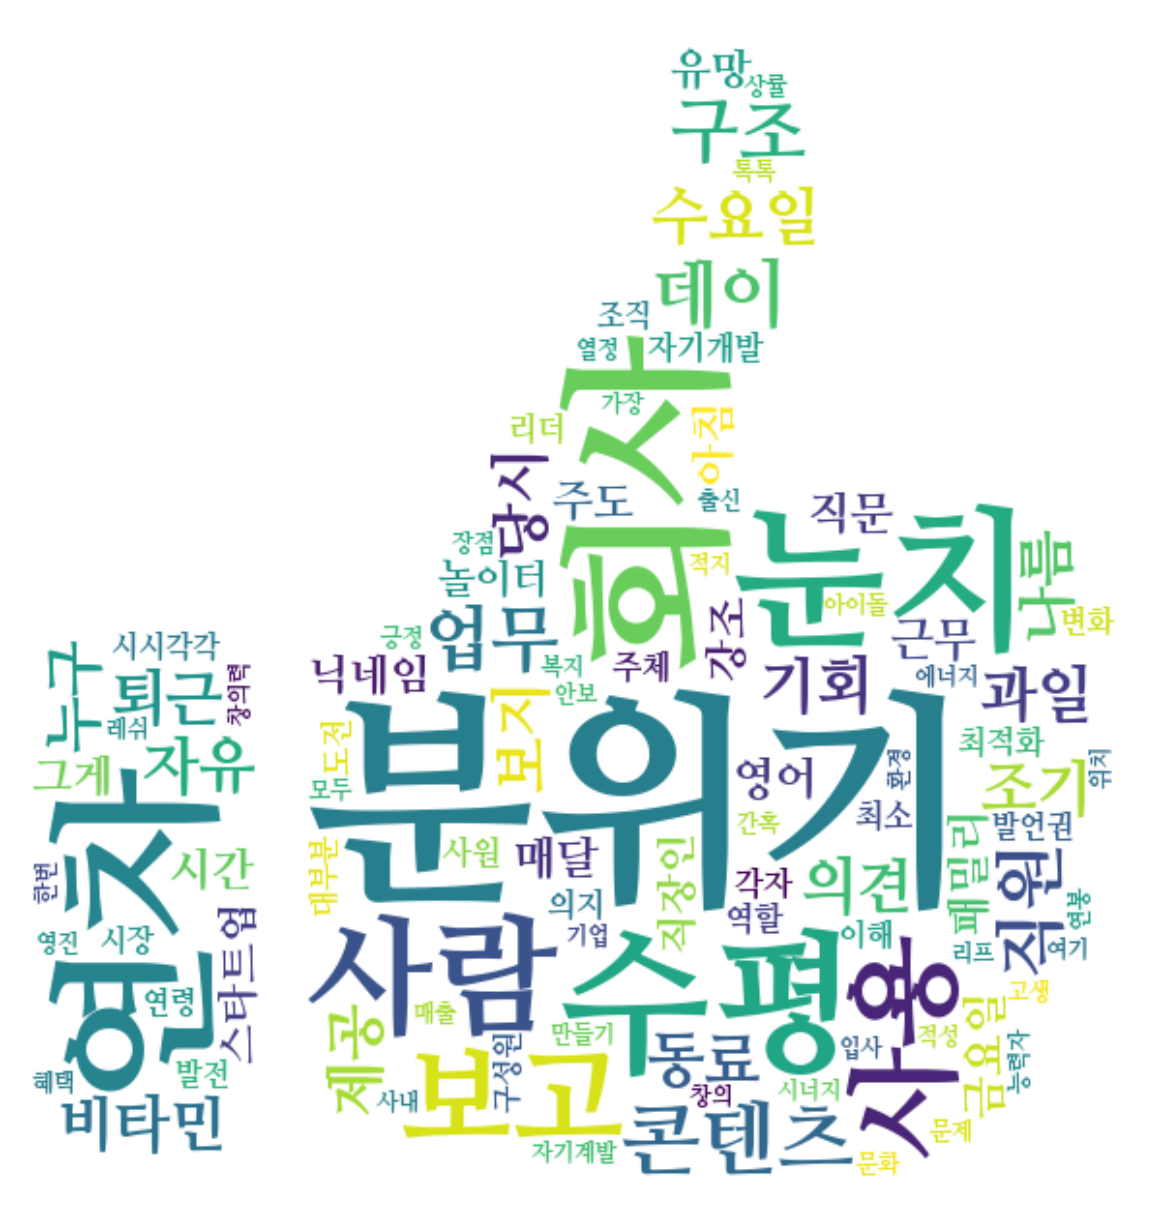 유망
상률
구조
톡톡
수요일
데이
조직
열정
자기개발
회사
가장
리더
아침
당시
주도
출신
직문
눈치
나름
장점
적지
놀이터
아이돌
변화
업무
강조
근무
긍정
시시각각
누구
퇴근
창의력
닉네임
복지
주체
기회
에너지
과일
레쉬
안보
보지
도전
분위기
그게
자유
연차
모두
영어
환경
최적화
조기
위치
최소
간혹
발언권
대부분
사원
매달
직장인
각자
의견
패밀리
직원
시간
한번
의지
역할
연봉
스타트업
시장
영진
사람
기업
수평
이해
사용
리프
여기
연령
제공
매출
만들기
고생
금요일
발전
혜택
보고
구성원
동료
입사
적성
능력자
비타민
사내
창의
시너지
콘텐츠
문제
자기계발
문화